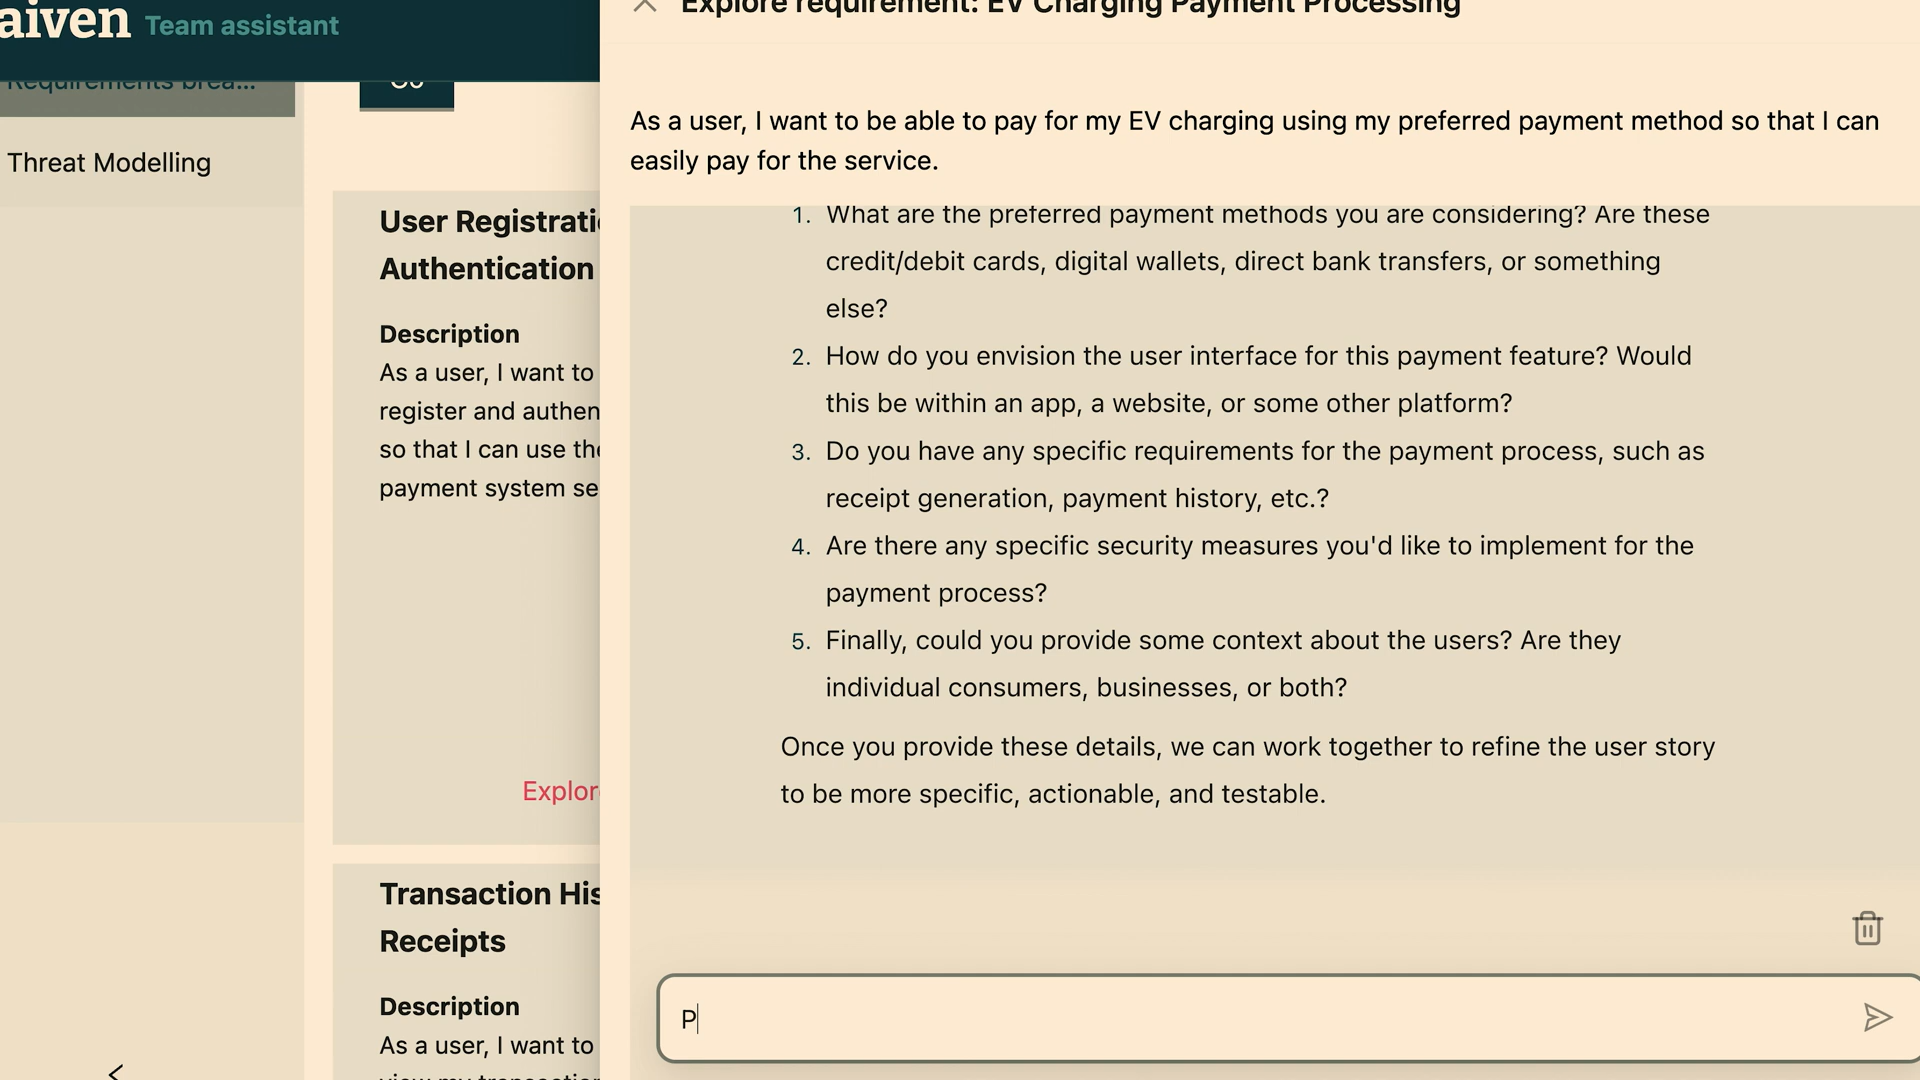 aiven Team assistant
Requirements brea...
Threat Modelling
User Registrati
Authentication
Description
As a user, I want to
register and authen
so that I can use the
payment system se
Explor
Transaction His
Receipts
Description
As a user, I want to
view my transaction
Explore requirement: EV Charging Payment Processing
As a user, I want to be able to pay for my EV charging using my preferred payment method so that I can
easily pay for the service.
1. What are the preferred payment methods you are considering? Are these
credit/debit cards, digital wallets, direct bank transfers, or something
else?
2. How do you envision the user interface for this payment feature? Would
this be within an app, a website, or some other platform?
3. Do you have any specific requirements for the payment process, such as
receipt generation, payment history, etc.?
4. Are there any specific security measures you'd like to implement for the
payment process?
5. Finally, could you provide some context about the users? Are they
individual consumers, businesses, or both?
Once you provide these details, we can work together to refine the user story
to be more specific, actionable, and testable.
P